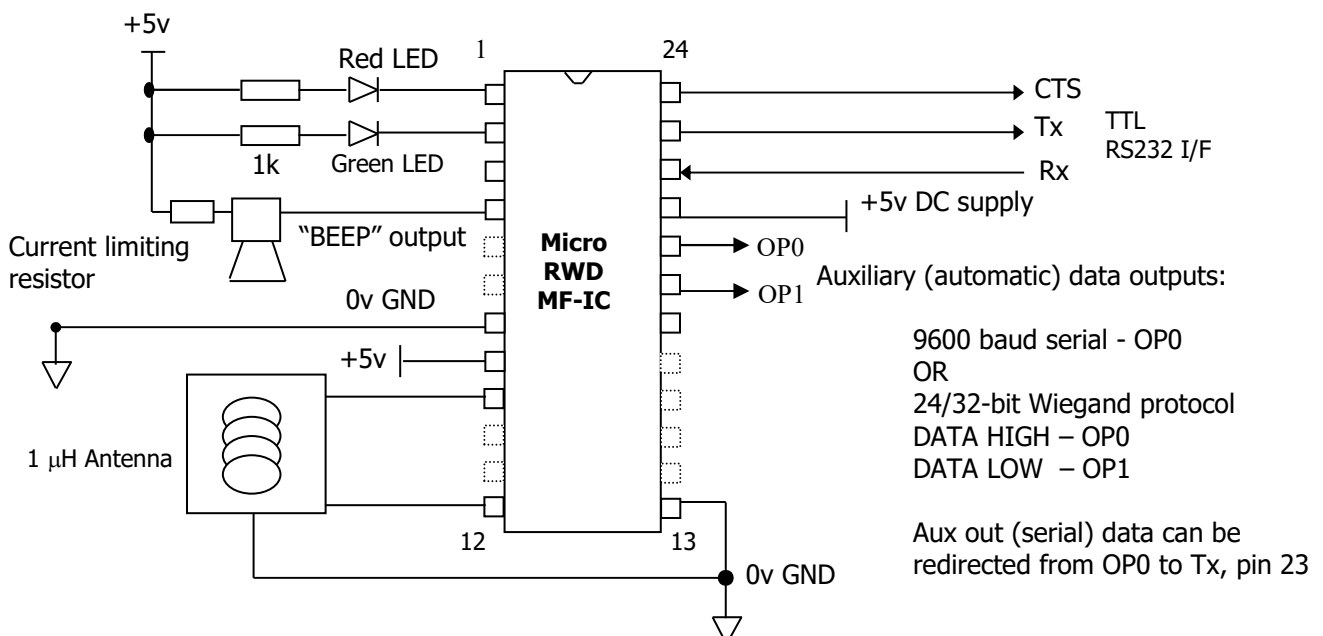 +5v
Red LED
1
24
CTS
Tx
TTL
RS232 I/F
1k
Green LED
Rx
+5v DC supply
"BEEP" output
Current limiting
resistor
Micro
RWD
MF-IC
OP0
OP1
Auxiliary (automatic) data outputs:
0v GND
+5v
9600 baud serial - OP0
OR
24/32-bit Wiegand protocol
DATA HIGH – OP0
DATA LOW – OP1
1 μH Antenna
12
13
Aux out (serial) data can be
redirected from OP0 to Tx, pin 23
0v GND